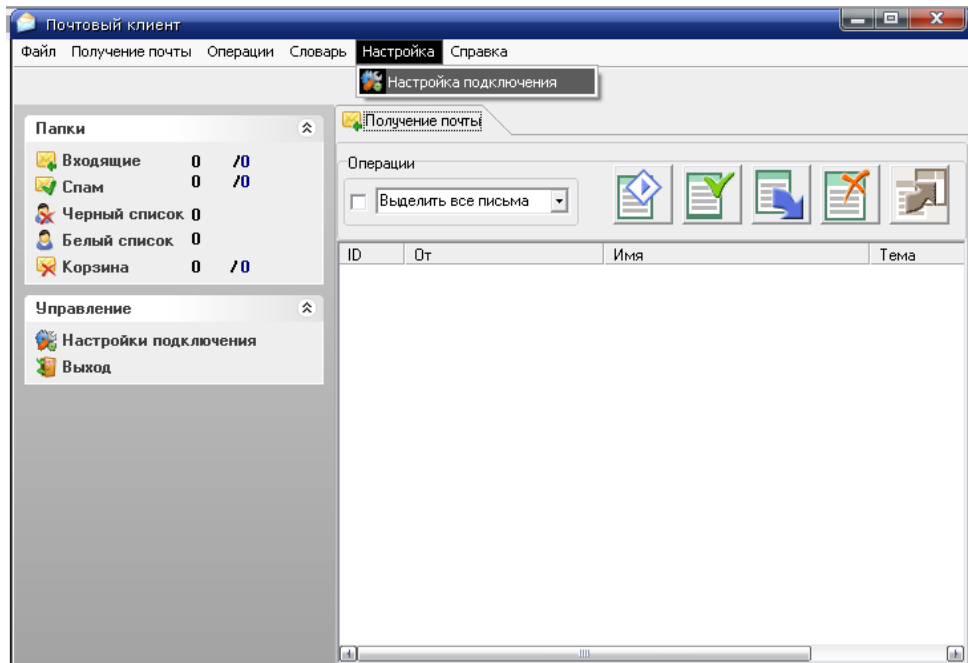 Почтовый клиент
Файл Получение почты Операции Словарь Настройка Справка
Настройка подключения
Папки
Входящие 0 /0
Спам 0 /0
Черный список 0
Белый список 0
Корзина 0 /0
Управление
Настройки подключения
Выход
Получение почты
Операции
Выделить все письма
ID От Имя Тема